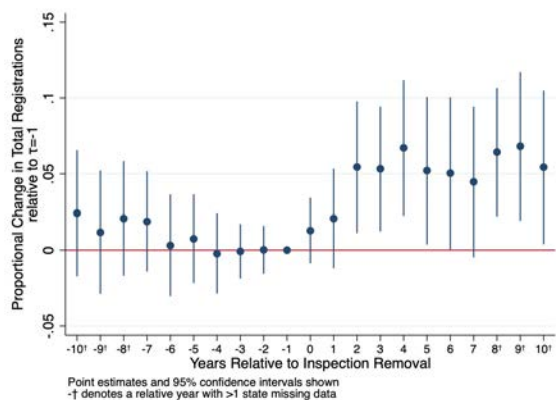 Proportional Change in Total Registrations
relative to τ=-1
.15
.1
.05
0
-.05
-10† -9† -8† -7 -6 -5 -4 -3 -2 -1 0 1 2 3 4 5 6 7 8† 9† 10†
Years Relative to Inspection Removal
Point estimates and 95% confidence intervals shown
-† denotes a relative year with >1 state missing data